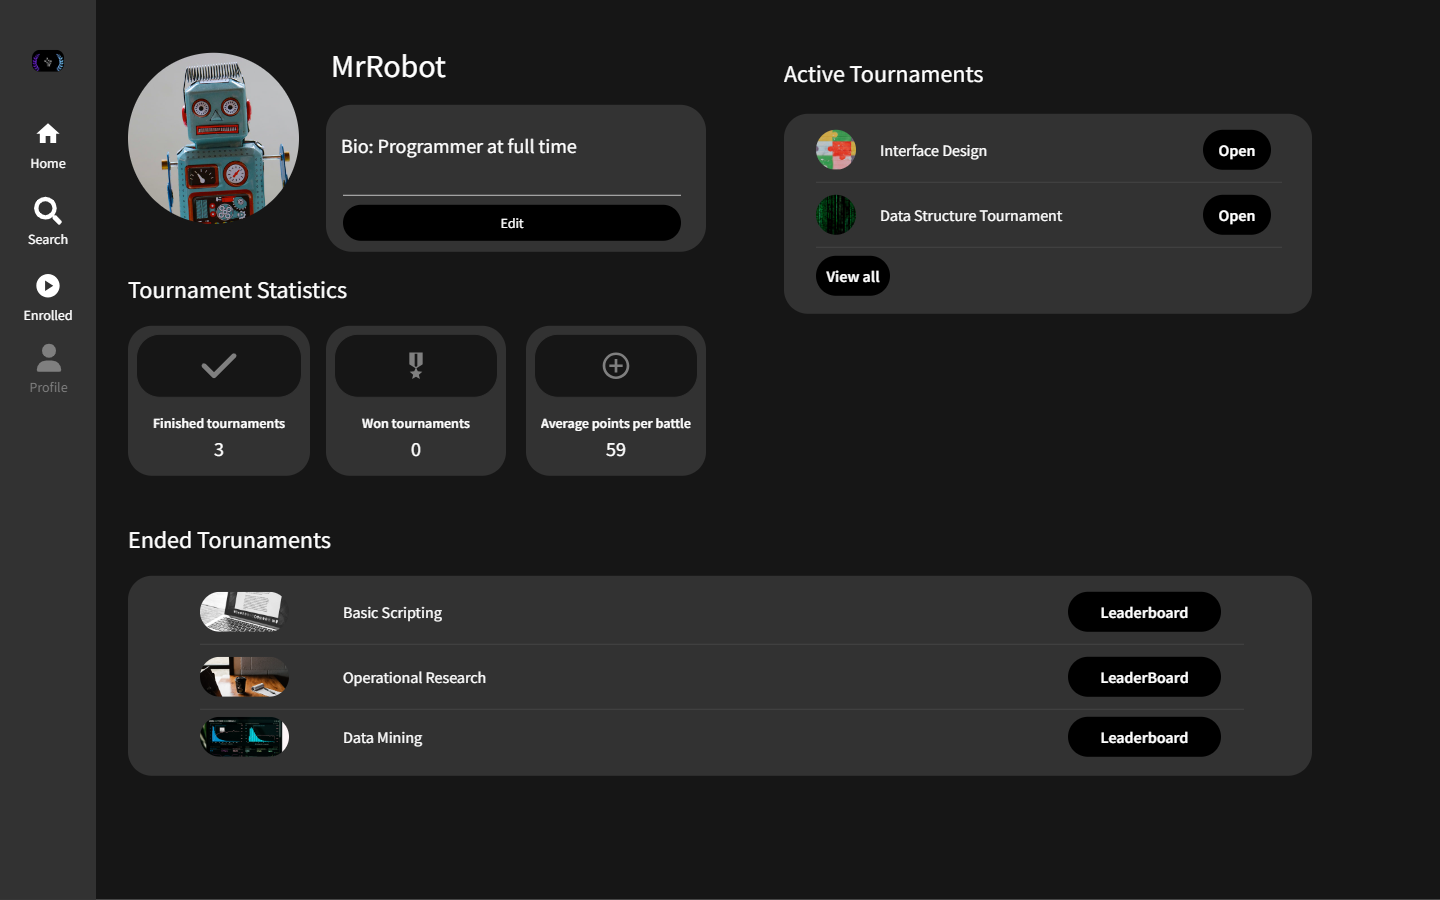 Home
Search
Enrolled
Profile
MrRobot
Bio: Programmer at full time
Edit
Tournament Statistics
Finished tournaments
3
Won tournaments
0
Average points per battle
59
Active Tournaments
Interface Design
Open
Data Structure Tournament
Open
View all
Ended Torunaments
Basic Scripting
Leaderboard
Operational Research
LeaderBoard
Data Mining
Leaderboard